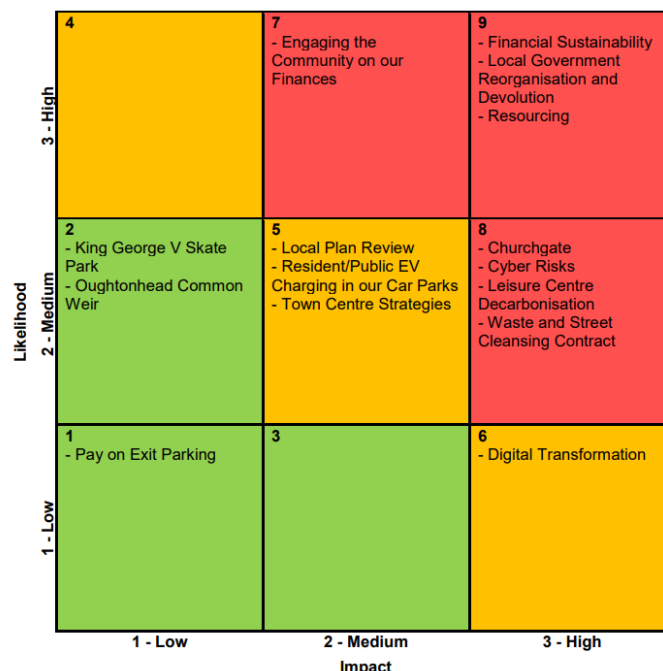 4
7
- Engaging the
Community on our
Finances
9
- Financial Sustainability
- Local Government
Reorganisation and
Devolution
- Resourcing
3 - High
2
- King George V Skate
Park
- Oughtonhead Common
Weir
5
- Local Plan Review
- Resident/Public EV
Charging in our Car Parks
- Town Centre Strategies
8
- Churchgate
- Cyber Risks
- Leisure Centre
Decarbonisation
- Waste and Street
Cleansing Contract
Likelihood
2 - Medium
1
- Pay on Exit Parking
3
6
- Digital Transformation
1 - Low
1 - Low
2 - Medium
3 - High
Impact